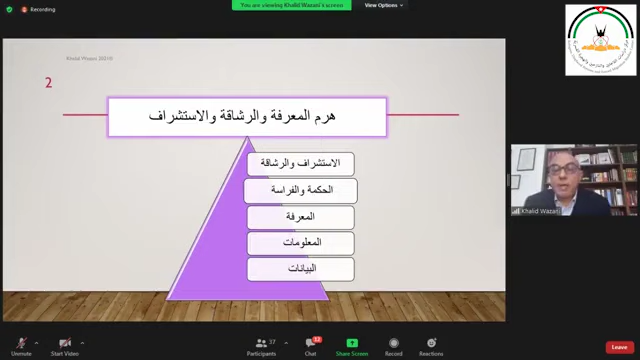 Recording
You are viewing Khalid Wazani's screen
View Options
Khalid Wazani 2021©
2
هرم المعرفة والرشاقة والاستشراف
الاستشراف والرشاقة
الحكمة والفراسة
المعرفة
المعلومات
البيانات
Khalid Wazani
Unmute
Start Video
37
Participants
12
Chat
Share Screen
Record
Reactions
Leave